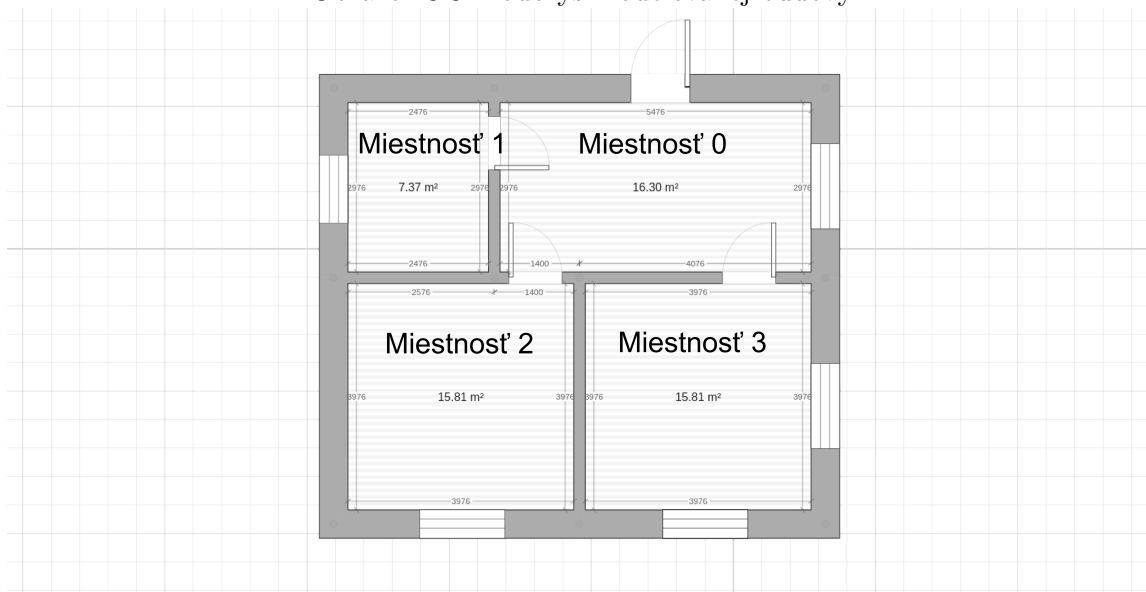 2476 5476
Miestnosť 1 Miestnosť 0
2976 7.37 m² 2976 2976 16.30 m² 2976
2476 1400 4076
2576 1400 3976
Miestnosť 2 Miestnosť 3
3976 15.81 m² 3976 3976 15.81 m² 3976
3976 3976